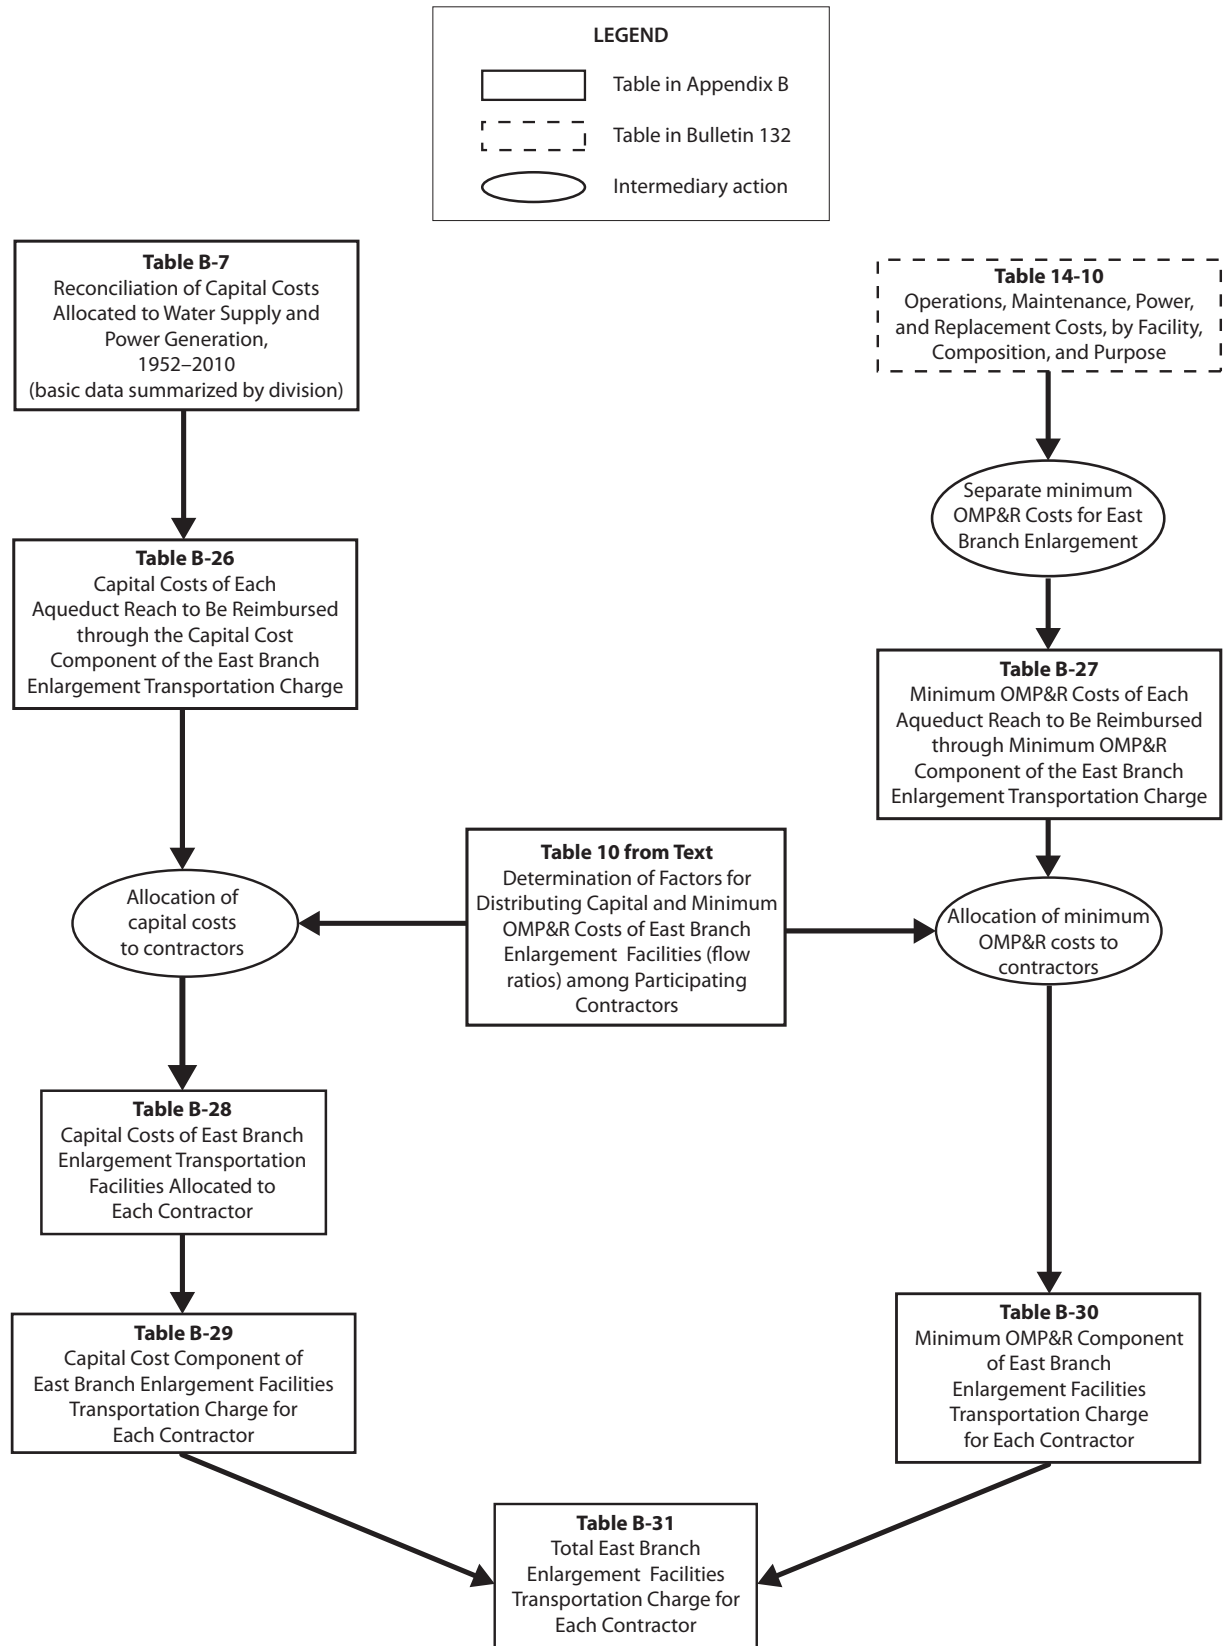 LEGEND
Table in Appendix B
Table in Bulletin 132
Intermediary action
Table B-7
Reconciliation of Capital Costs
Allocated to Water Supply and
Power Generation,
1952–2010
(basic data summarized by division)
Table 14-10
Operations, Maintenance, Power,
and Replacement Costs, by Facility,
Composition, and Purpose
Separate minimum
OMP&R Costs for East
Branch Enlargement
Table B-26
Capital Costs of Each
Aqueduct Reach to Be Reimbursed
through the Capital Cost
Component of the East Branch
Enlargement Transportation Charge
Table B-27
Minimum OMP&R Costs of Each
Aqueduct Reach to Be Reimbursed
through Minimum OMP&R
Component of the East Branch
Enlargement Transportation Charge
Allocation of
capital costs
to contractors
Table 10 from Text
Determination of Factors for
Distributing Capital and Minimum
OMP&R Costs of East Branch
Enlargement Facilities (flow
ratios) among Participating
Contractors
Allocation of minimum
OMP&R costs to
contractors
Table B-28
Capital Costs of East Branch
Enlargement Transportation
Facilities Allocated to
Each Contractor
Table B-29
Capital Cost Component of
East Branch Enlargement Facilities
Transportation Charge for
Each Contractor
Table B-30
Minimum OMP&R Component
of East Branch
Enlargement Facilities
Transportation Charge
for Each Contractor
Table B-31
Total East Branch
Enlargement Facilities
Transportation Charge for
Each Contractor